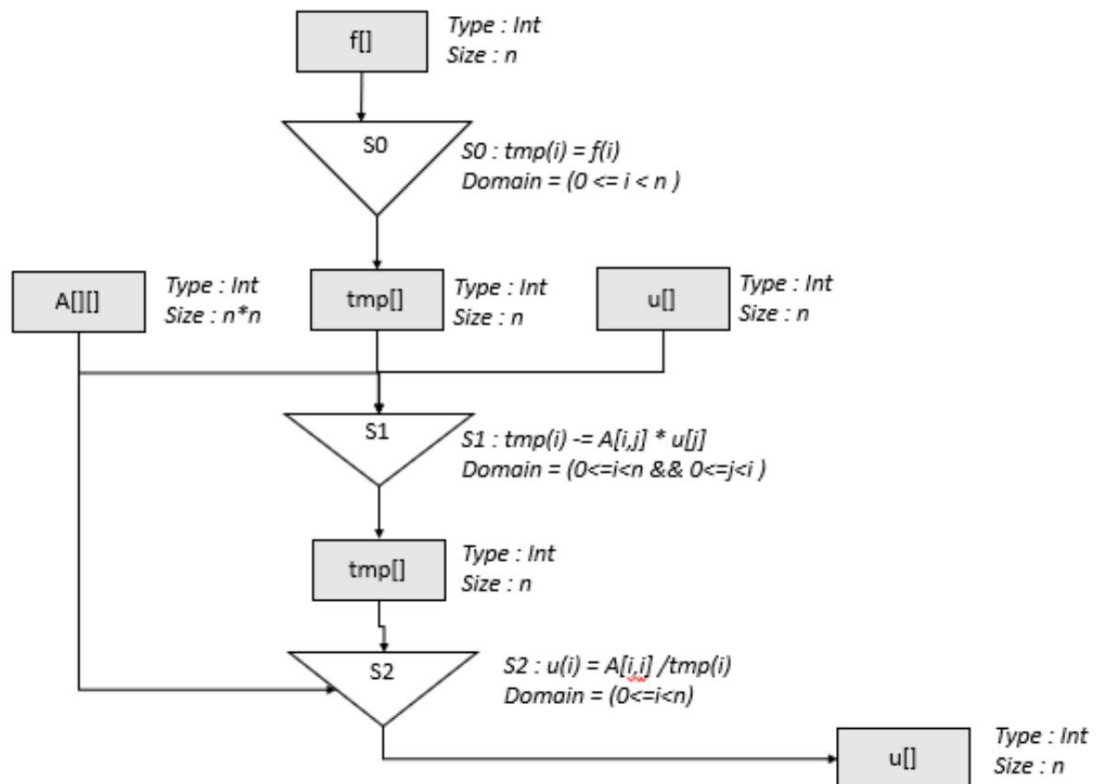 f[]
Type : Int
Size : n
S0
S0 : tmp(i) = f(i)
Domain = (0 <= i < n )
A[][]
Type : Int
Size : n*n
tmp[]
Type : Int
Size : n
u[]
Type : Int
Size : n
S1
S1 : tmp(i) -= A[i,j] * u[j]
Domain = (0<=i<n && 0<=j<i )
tmp[]
Type : Int
Size : n
S2
S2 : u(i) = A[i,i] /tmp(i)
Domain = (0<=i<n)
u[]
Type : Int
Size : n